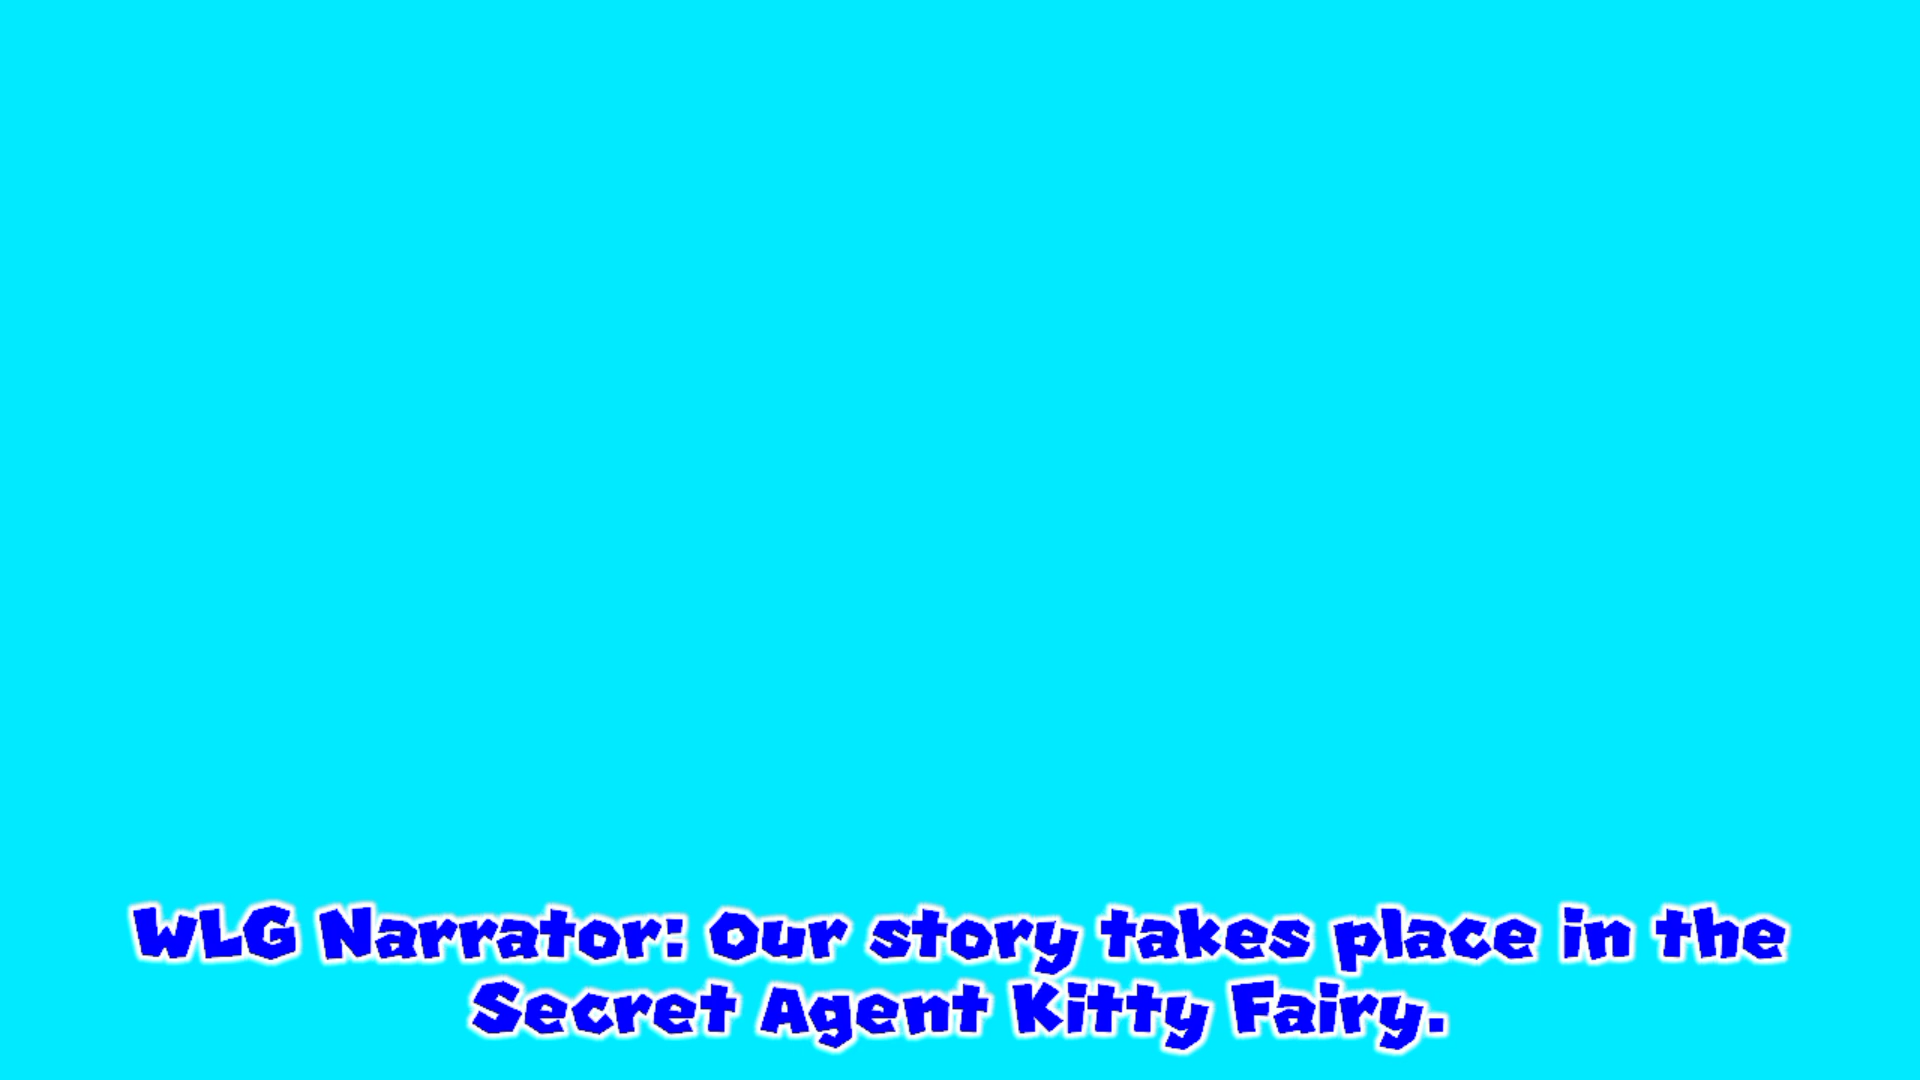 WLG Narrator: Our story takes place in the
Secret Agent Kitty Fairy.